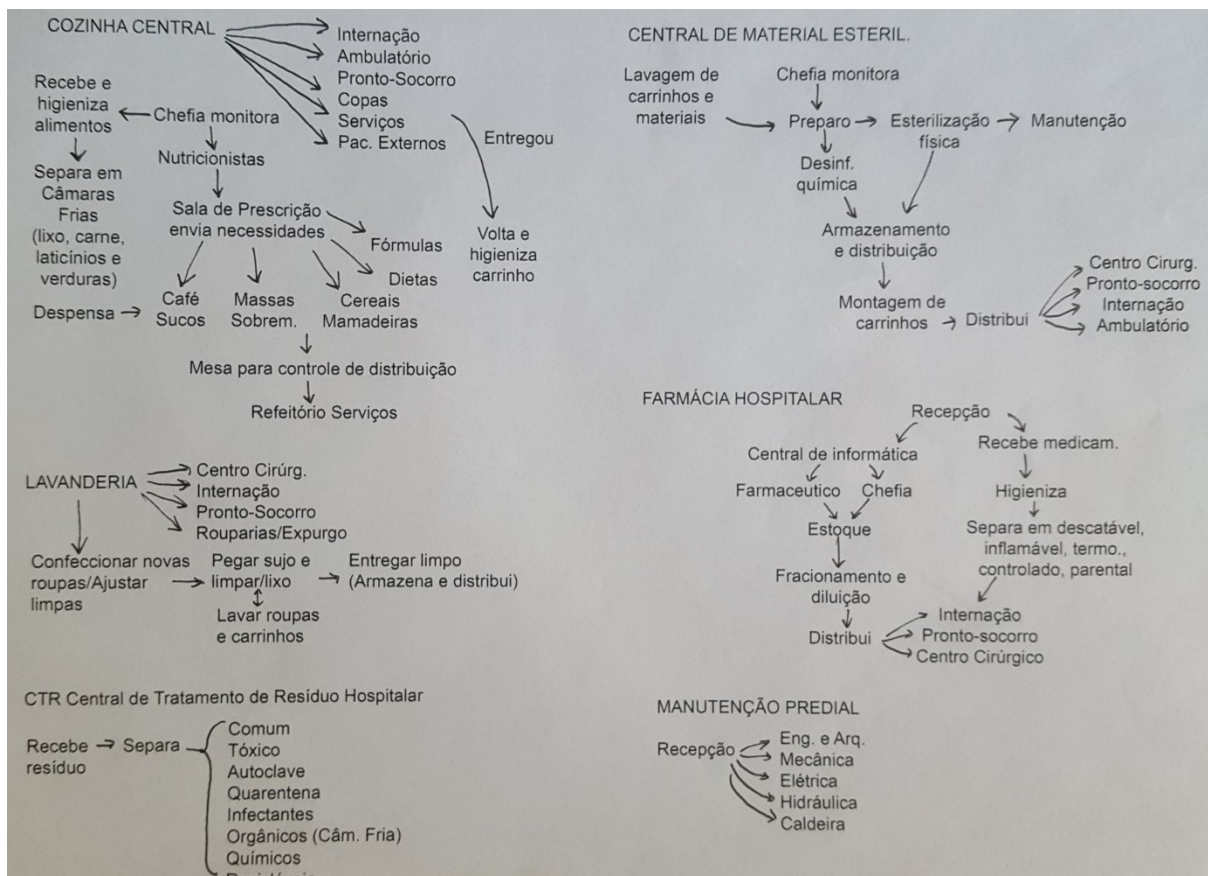 COZINHA CENTRAL
Internação
Ambulatório
Pronto-Socorro
Copas
Serviços
Pac. Externos
Entregou
Volta e
higieniza
carrinho
Recebe e
higieniza
alimentos
Chefia monitora
Separa em
Câmaras
Frias
(lixo, carne,
laticínios e
verduras)
Nutricionistas
Sala de Prescrição
envia necessidades
Fórmulas
Dietas
Despensa
Café
Sucos
Massas
Sobrem.
Cereais
Mamadeiras
Mesa para controle de distribuição
Refeitório Serviços
LAVANDERIA
Centro Cirúrg.
Internação
Pronto-Socorro
Rouparias/Expurgo
Confeccionar novas
roupas/Ajustar
limpas
Pegar sujo e
limpar/lixo
Entregar limpo
(Armazena e distribui)
Lavar roupas
e carrinhos
CTR Central de Tratamento de Resíduo Hospitalar
Recebe
resíduo
Separa
Comum
Tóxico
Autoclave
Quarentena
Infectantes
Orgânicos (Câm. Fria)
Químicos
CENTRAL DE MATERIAL ESTERIL.
Lavagem de
carrinhos e
materiais
Chefia monitora
Preparo
Esterilização
física
Manutenção
Desinf.
química
Armazenamento
e distribuição
Montagem de
carrinhos
Distribui
Centro Cirurg.
Pronto-socorro
Internação
Ambulatório
FARMÁCIA HOSPITALAR
Recepção
Central de informática
Recebe medicam.
Farmaceutico
Chefia
Higieniza
Estoque
Separa em descatável,
inflamável, termo.,
controlado, parental
Fracionamento e
diluição
Distribui
Internação
Pronto-socorro
Centro Cirúrgico
MANUTENÇÃO PREDIAL
Recepção
Eng. e Arq.
Mecânica
Elétrica
Hidráulica
Caldeira